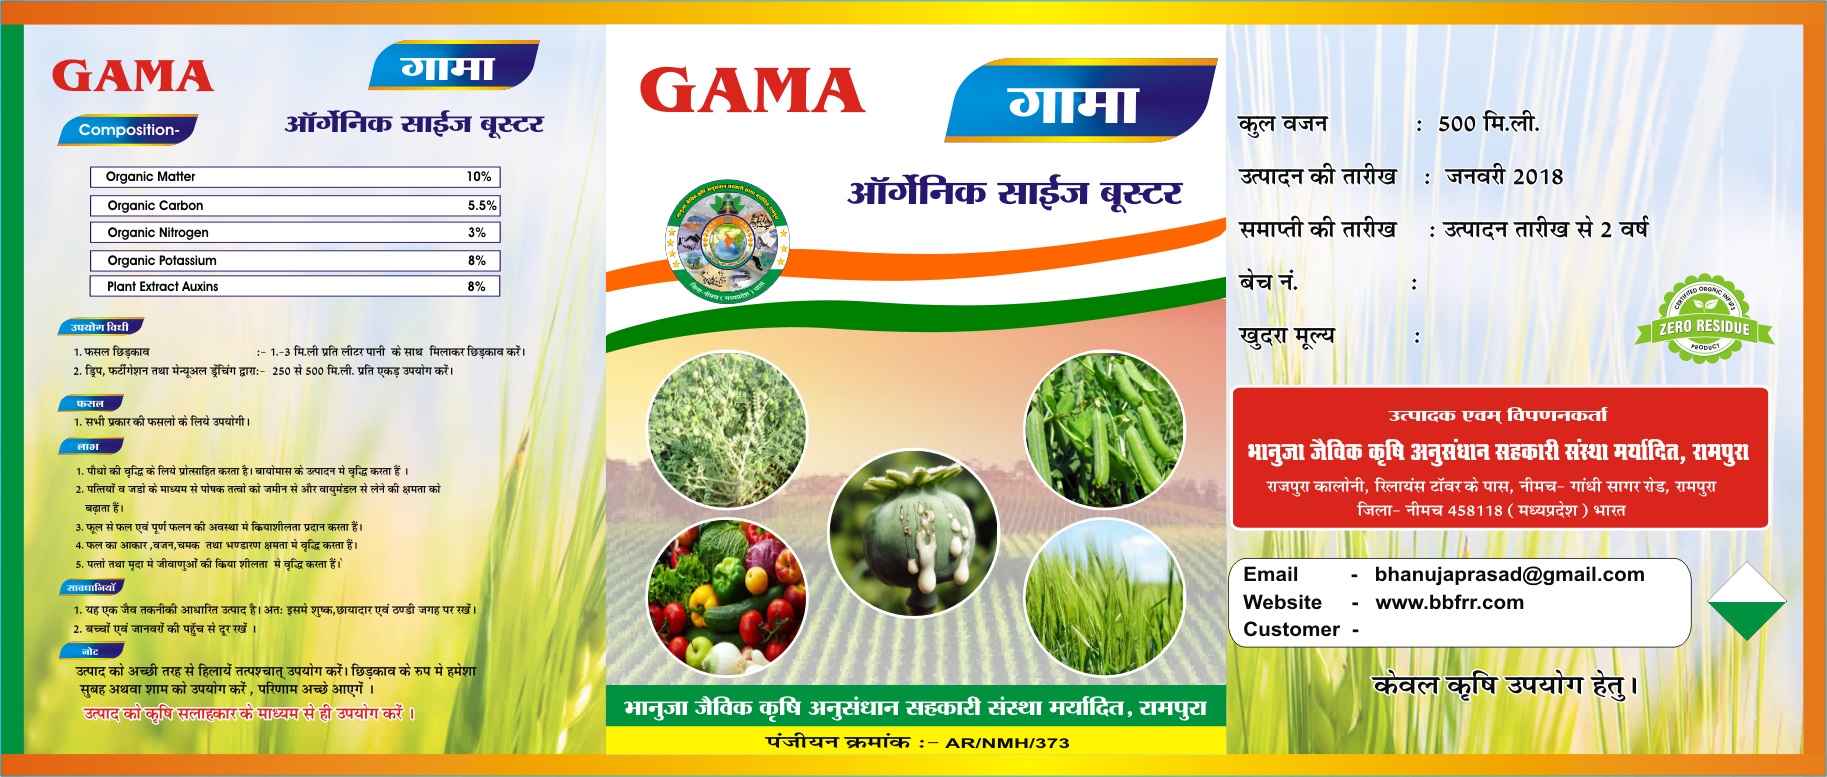 GAMA
गामा
ऑर्गेनिक साईज बूस्टर
Composition-
Organic Matter 10%
Organic Carbon 5.5%
Organic Nitrogen 3%
Organic Potassium 8%
Plant Extract Auxins 8%
उपयोग विधी
1. फसल छिड़काव :- 1.-3 मि.ली प्रति लीटर पानी के साथ मिलाकर छिड़काव करें।
2. ड्रिप, फर्टीगेशन तथा मेन्यूअल ड्रेंचिंग द्वारा:- 250 से 500 मि.ली. प्रति एकड़ उपयोग करें।
फसल
1. सभी प्रकार की फसलो के लिये उपयोगी।
लाभ
1. पौधो की वृद्धि के लिये प्रोत्साहित करता है। बायोमास के उत्पादन मे वृद्धि करता हैं ।
2. पत्तियों व जडो के माध्यम से पोषक तत्वो को जमीन से और वायुमंडल से लेने की क्षमता को
बढ़ाता हैं।
3. फूल से फल एवं पूर्ण फलन की अवस्था मे कियाशीलता प्रदान करता हैं।
4. फल का आकार ,वजन,चमक तथा भण्डारण क्षमता मे वृद्धि करता हैं।
5. पत्तो तथा मृदा मे जीवाणुओं की किया शीलता मे वृद्धि करता हैं।
सावधानियाँ
1. यह एक जैव तकनीकी आधारित उत्पाद है। अत: इसमे शुष्क,छायादार एवं ठण्डी जगह पर रखें।
2. बच्चों एवं जानवरों की पहुँच से दूर रखें ।
नोट
उत्पाद को अच्छी तरह से हिलायें तत्पश्चात् उपयोग करें। छिड़काव के रुप मे हमेशा
सुबह अथवा शाम को उपयोग करें , परिणाम अच्छे आएगें ।
उत्पाद को कृषि सलाहकार के माध्यम से ही उपयोग करें ।
GAMA
गामा
ऑर्गेनिक साईज बूस्टर
भानुजा जैविक कृषि अनुसंधान सहकारी संस्था मर्यादित, रामपुरा
पंजीयन क्रमांक :- AR/NMH/373
कुल वजन : 500 मि.ली.
उत्पादन की तारीख : जनवरी 2018
समाप्ती की तारीख : उत्पादन तारीख से 2 वर्ष
बेच नं. :
खुदरा मूल्य :
CERTIFIED ORGANIC INPUTS
ZERO RESIDUE
PRODUCT
उत्पादक एवम् विपणनकर्ता
भानुजा जैविक कृषि अनुसंधान सहकारी संस्था मर्यादित, रामपुरा
राजपुरा कालोनी, रिलायंस टॉवर के पास, नीमच- गांधी सागर रोड, रामपुरा
जिला- नीमच 458118 ( मध्यप्रदेश ) भारत
Email - bhanujaprasad@gmail.com
Website - www.bbfrr.com
Customer -
केवल कृषि उपयोग हेतु।